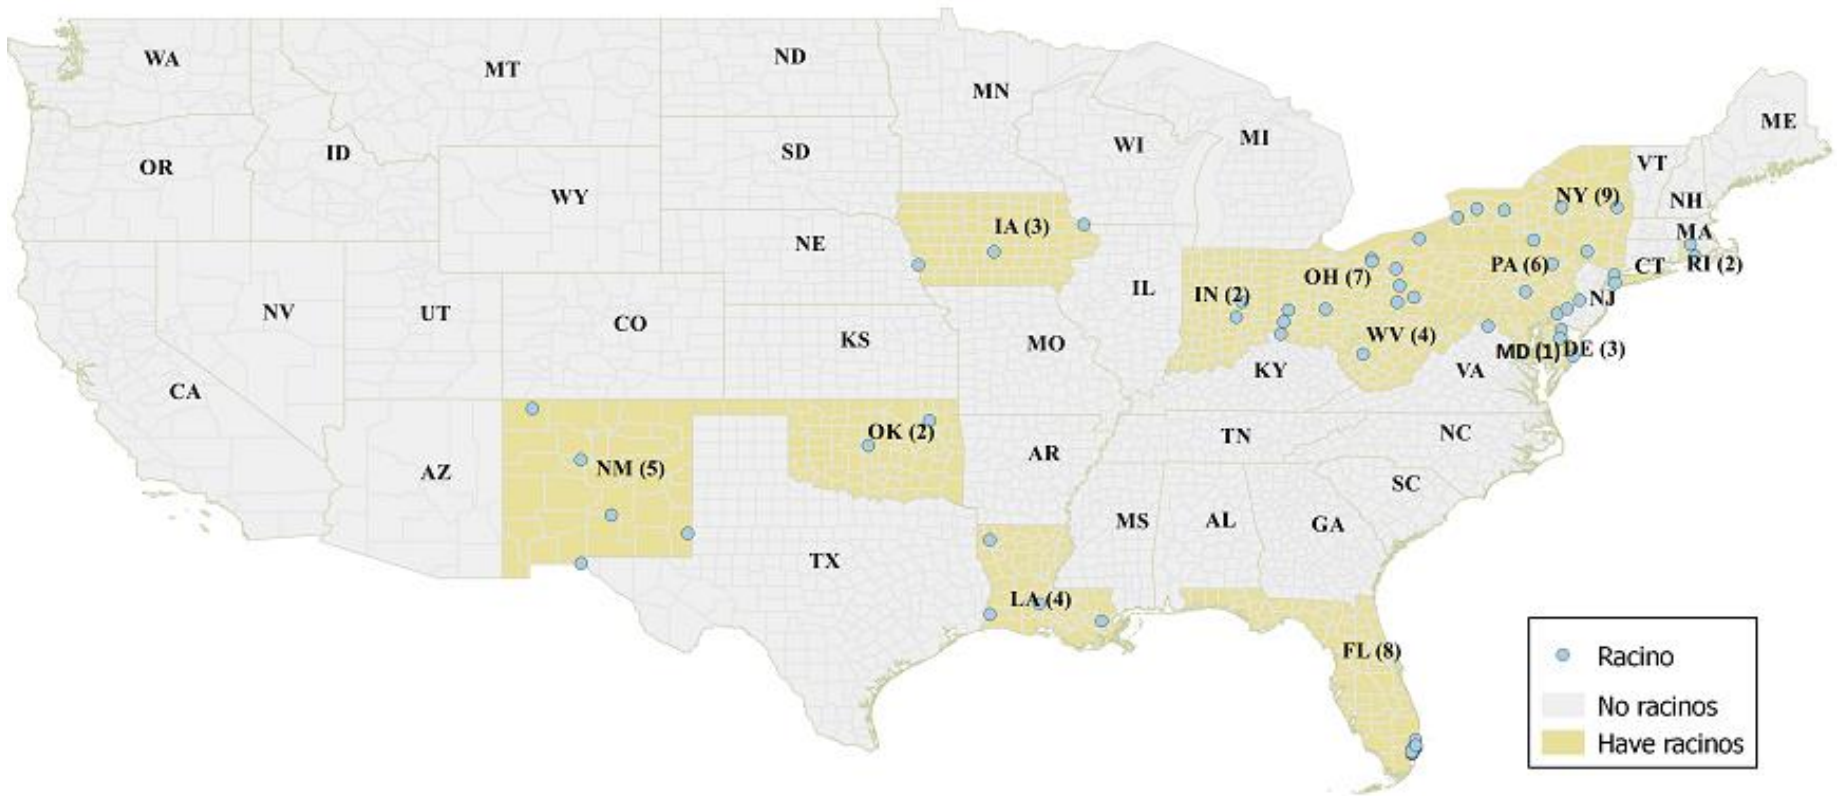 WA
MT
ND
MN
ME
OR
ID
SD
WI
MI
VT
WY
NY (9)
NH
IA (3)
MA
NE
PA (6)
CT
RI (2)
OH (7)
IL
IN (2)
NJ
NV
UT
CO
KS
MO
WV (4)
MD (1)
DE (3)
KY
VA
CA
OK (2)
TN
NC
AZ
NM (5)
AR
SC
MS
AL
GA
TX
LA (4)
FL (8)
Racino
No racinos
Have racinos